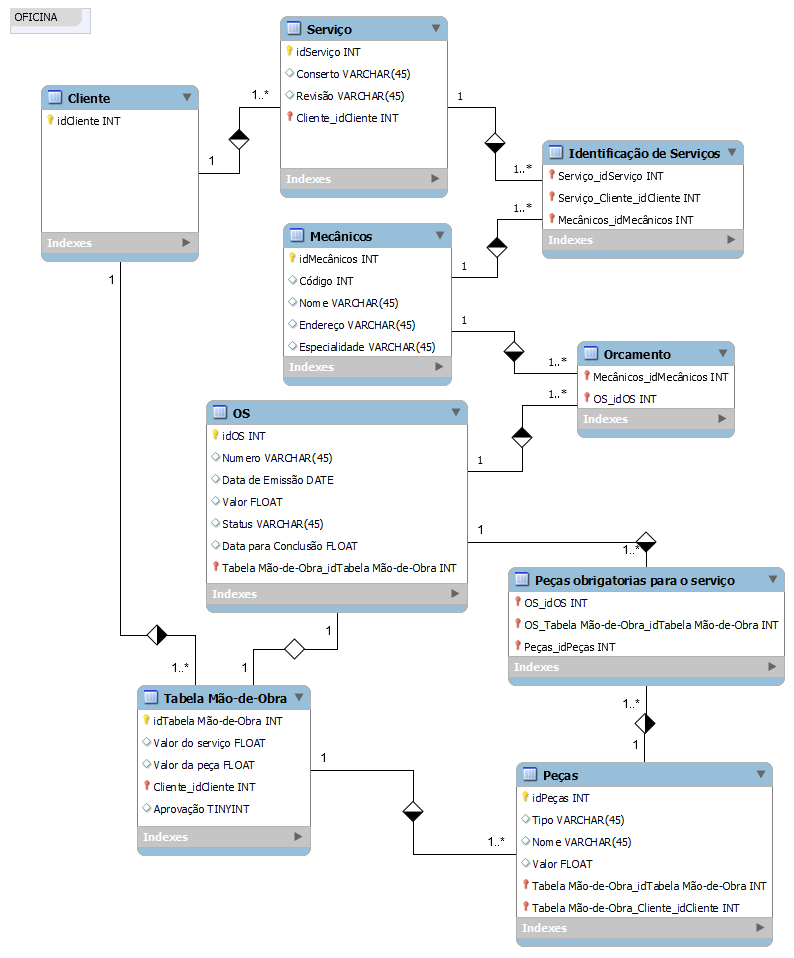 OFICINA
Serviço
idServiço INT
Conserto VARCHAR(45)
Revisão VARCHAR(45)
Cliente_idCliente INT
Indexes
Cliente
idCliente INT
Indexes
1
1..*
1
1..*
Identificação de Serviços
Serviço_idServiço INT
Serviço_Cliente_idCliente INT
Mecânicos_idMecânicos INT
Indexes
1..*
1
Mecânicos
idMecânicos INT
Código INT
Nome VARCHAR(45)
Endereço VARCHAR(45)
Especialidade VARCHAR(45)
Indexes
1
1
1..*
Orcamento
Mecânicos_idMecânicos INT
OS_idOS INT
Indexes
1..*
1
OS
idOS INT
Numero VARCHAR(45)
Data de Emissão DATE
Valor FLOAT
Status VARCHAR(45)
Data para Conclusão FLOAT
Tabela Mão-de-Obra_idTabela Mão-de-Obra INT
Indexes
1
1..*
Peças obrigatorias para o serviço
OS_idOS INT
OS_Tabela Mão-de-Obra_idTabela Mão-de-Obra INT
Peças_idPeças INT
Indexes
1
1..*
1
Tabela Mão-de-Obra
idTabela Mão-de-Obra INT
Valor do serviço FLOAT
Valor da peça FLOAT
Cliente_idCliente INT
Aprovação TINYINT
Indexes
1..*
1
1
1..*
Peças
idPeças INT
Tipo VARCHAR(45)
Nome VARCHAR(45)
Valor FLOAT
Tabela Mão-de-Obra_idTabela Mão-de-Obra INT
Tabela Mão-de-Obra_Cliente_idCliente INT
Indexes